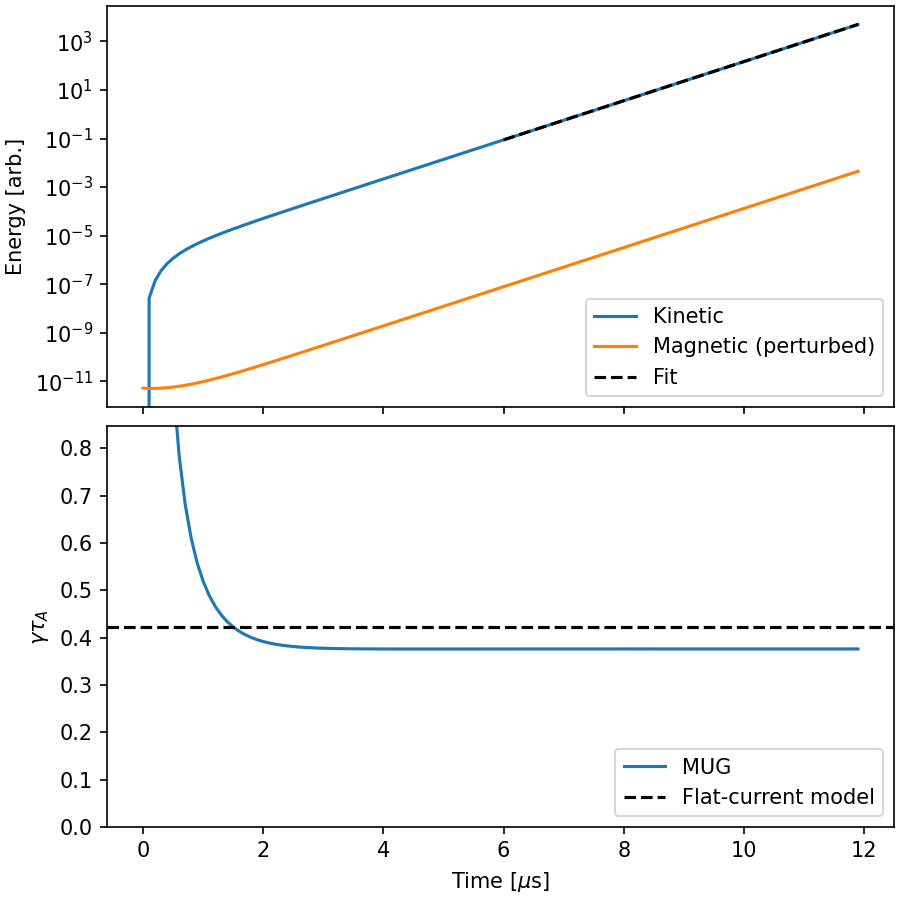 Energy [arb.]
10³
10¹
10⁻¹
10⁻³
10⁻⁵
10⁻⁷
10⁻⁹
10⁻¹¹
Kinetic
Magnetic (perturbed)
Fit
γτ_A
0.8
0.7
0.6
0.5
0.4
0.3
0.2
0.1
0.0
MUG
Flat-current model
0 2 4 6 8 10 12
Time [μs]